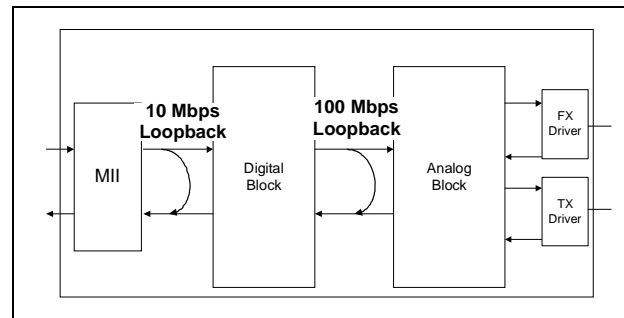 10 Mbps
Loopback
100 Mbps
Loopback
MII
Digital
Block
Analog
Block
FX
Driver
TX
Driver